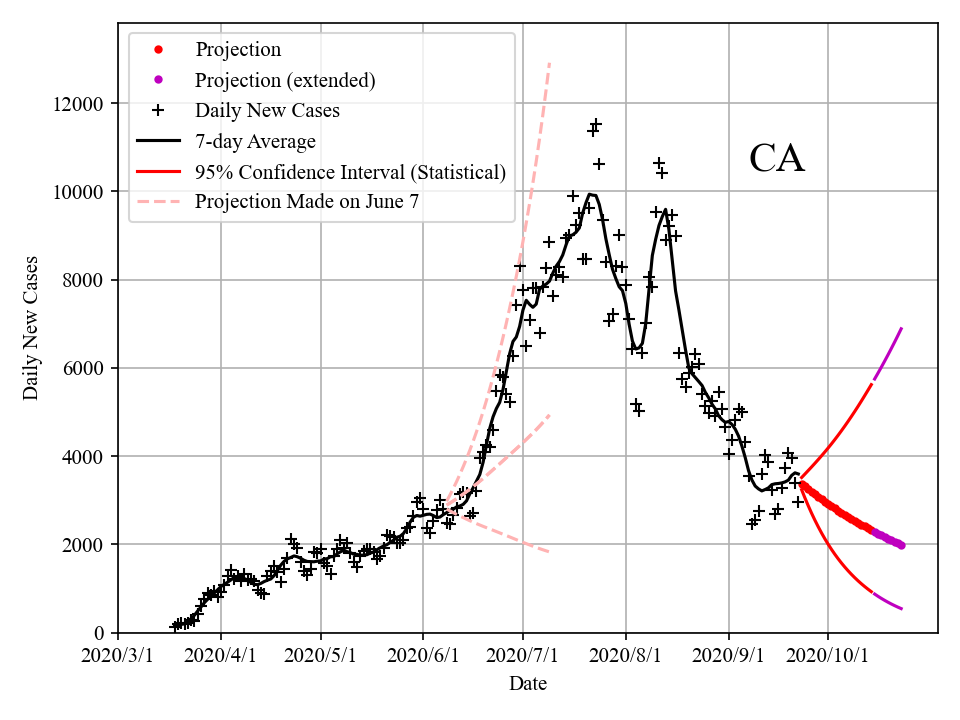 Projection
Projection (extended)
Daily New Cases
7-day Average
95% Confidence Interval (Statistical)
Projection Made on June 7
CA
12000
10000
8000
6000
4000
2000
0
Daily New Cases
2020/3/1 2020/4/1 2020/5/1 2020/6/1 2020/7/1 2020/8/1 2020/9/1 2020/10/1
Date